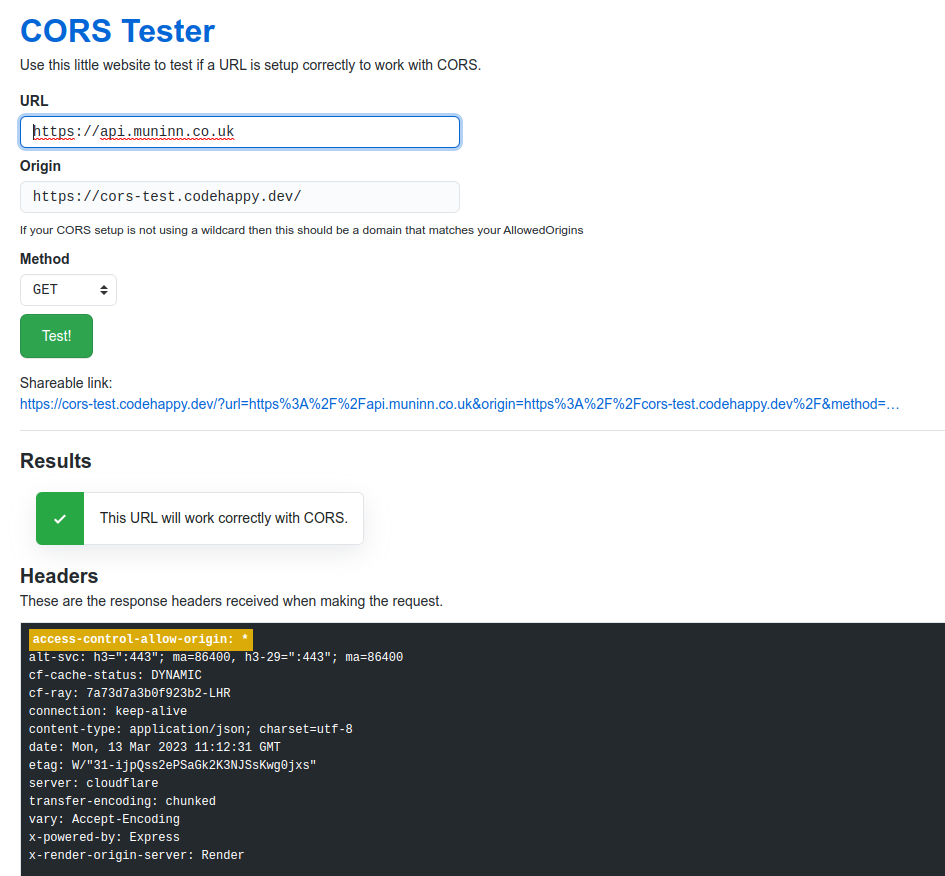 CORS Tester
Use this little website to test if a URL is setup correctly to work with CORS.
URL
https://api.muninn.co.uk
Origin
https://cors-test.codehappy.dev/
If your CORS setup is not using a wildcard then this should be a domain that matches your AllowedOrigins
Method
GET
Test!
Shareable link:
https://cors-test.codehappy.dev/?url=https%3A%2F%2Fapi.muninn.co.uk&origin=https%3A%2F%2Fcors-test.codehappy.dev%2F&method=…
Results
This URL will work correctly with CORS.
Headers
These are the response headers received when making the request.
access-control-allow-origin: *
alt-svc: h3=":443"; ma=86400, h3-29=":443"; ma=86400
cf-cache-status: DYNAMIC
cf-ray: 7a73d7a3b0f923b2-LHR
connection: keep-alive
content-type: application/json; charset=utf-8
date: Mon, 13 Mar 2023 11:12:31 GMT
etag: W/"31-ijpQss2ePSaGk2K3NJSsKwg0jxs"
server: cloudflare
transfer-encoding: chunked
vary: Accept-Encoding
x-powered-by: Express
x-render-origin-server: Render